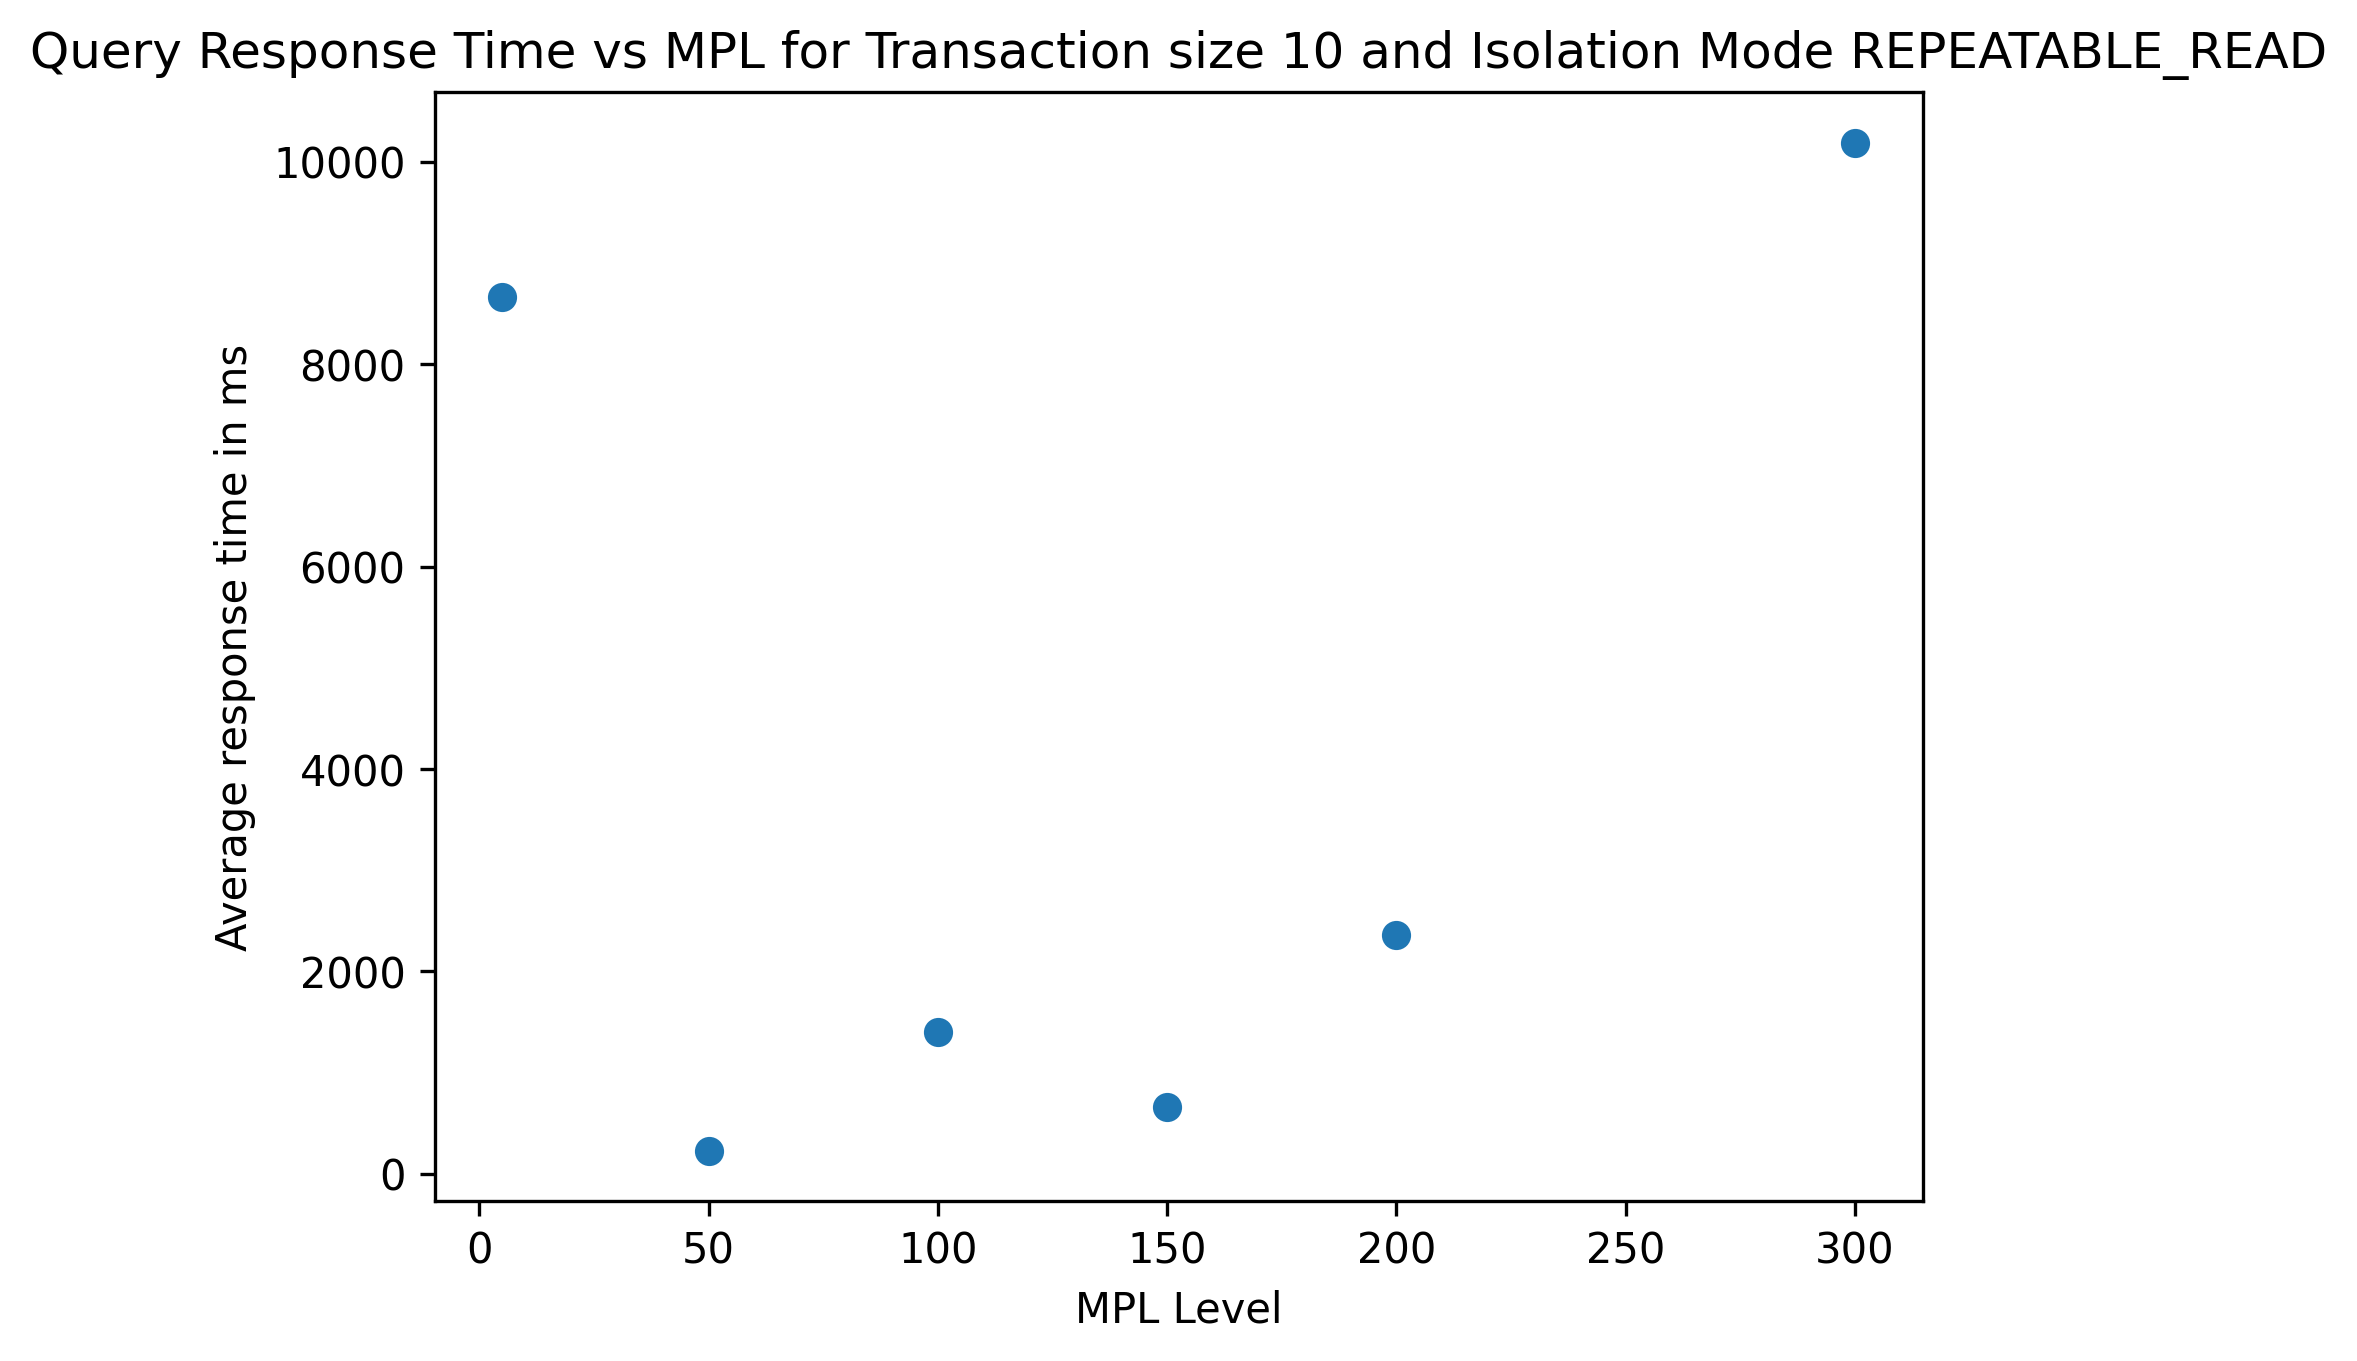 Query Response Time vs MPL for Transaction size 10 and Isolation Mode REPEATABLE_READ
10000
8000
6000
4000
2000
0
Average response time in ms
0 50 100 150 200 250 300
MPL Level